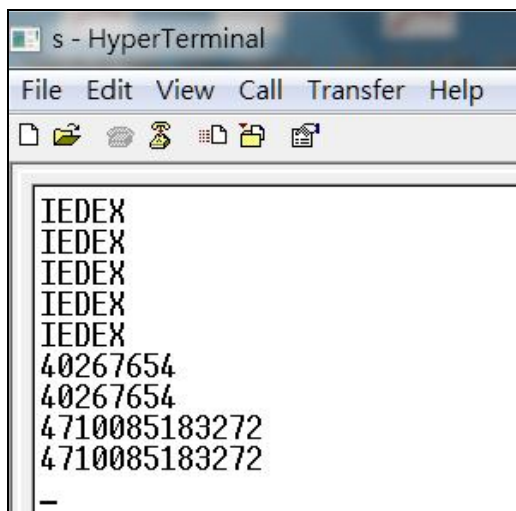 s - HyperTerminal
File Edit View Call Transfer Help
IEDEX
IEDEX
IEDEX
IEDEX
IEDEX
40267654
40267654
4710085183272
4710085183272
_